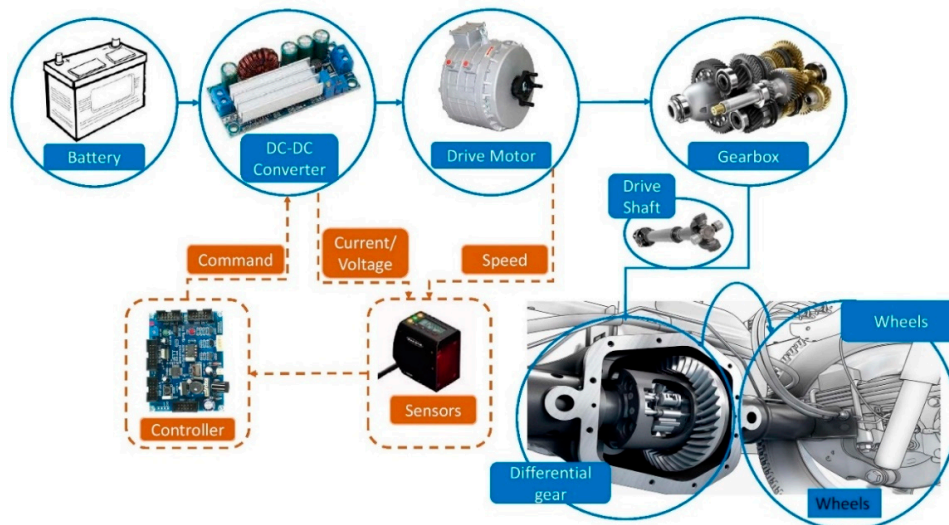 Battery
DC-DC
Converter
Drive Motor
Gearbox
Drive
Shaft
Command
Current/
Voltage
Speed
Wheels
Sensors
Controller
Differential
gear
Wheels